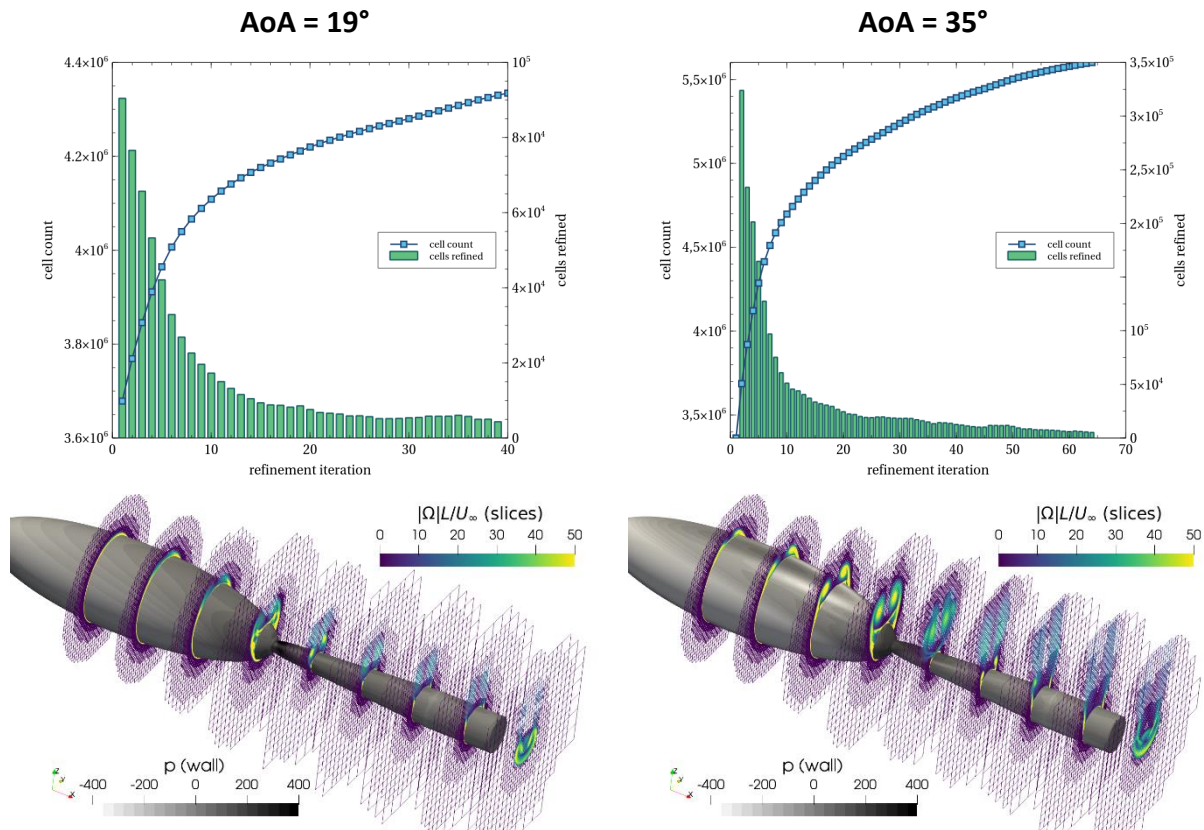 AoA = 19°
4.4×10⁶
4.2×10⁶
4×10⁶
3.8×10⁶
3.6×10⁶
cell count
10⁵
8×10⁴
6×10⁴
4×10⁴
2×10⁴
0
cells refined
cell count
cells refined
0 10 20 30 40
refinement iteration
|Ω|L/U∞ (slices)
0 10 20 30 40 50
p (wall)
-400 -200 0 200 400
z
y
x
AoA = 35°
5.5×10⁶
5×10⁶
4.5×10⁶
4×10⁶
3.5×10⁶
cell count
3,5×10⁵
3×10⁵
2,5×10⁵
2×10⁵
10⁵
5×10⁴
0
cells refined
cell count
cells refined
0 10 20 30 40 50 60 70
refinement iteration
|Ω|L/U∞ (slices)
0 10 20 30 40 50
p (wall)
-400 -200 0 200 400
z
y
x